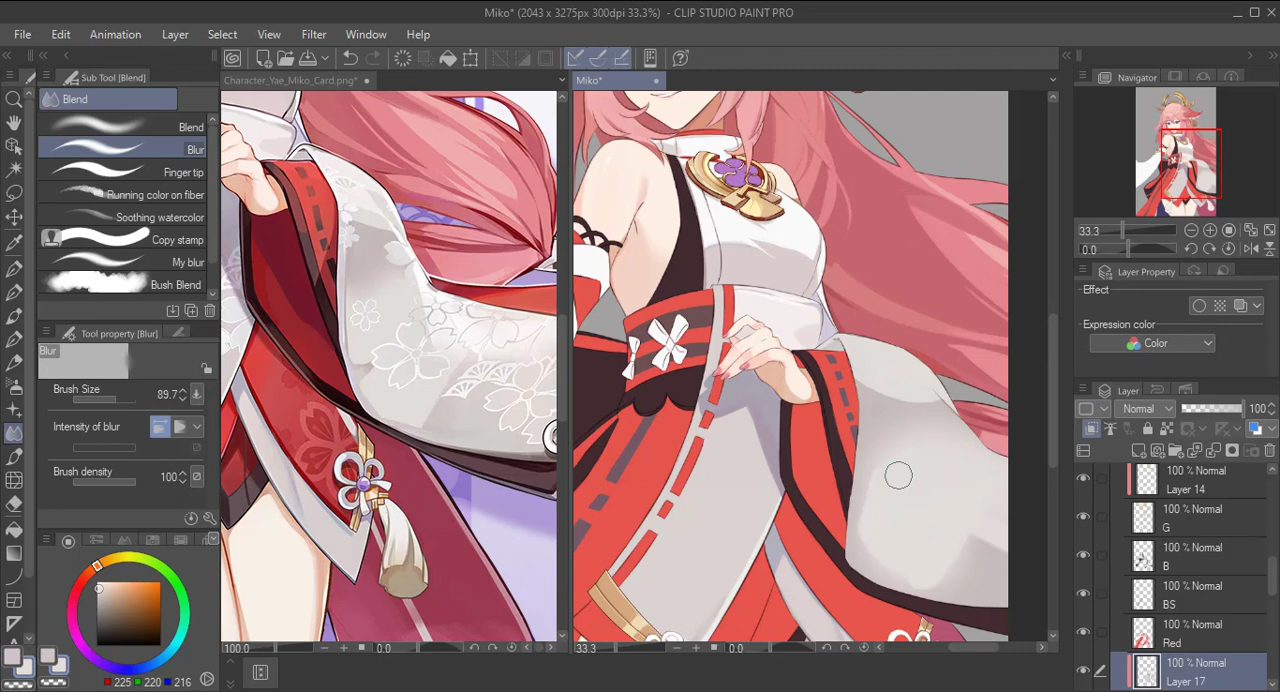 Miko* (2043 x 3275px 300dpi 33.3%) - CLIP STUDIO PAINT PRO
File Edit Animation Layer Select View Filter Window Help
Sub Tool [Blend]
Character_Yae_Miko_Card.png*
Miko*
Navigator
Blend
Blend
Blur
Finger tip
Running color on fiber
Soothing watercolor
Copy stamp
My blur
Bush Blend
Tool property [Blur]
Blur
Brush Size 89.7
Intensity of blur
Brush density 100
225 220 216
100.0 0.0
33.3 0.0
33.3
0.0
Layer Property
Effect
Expression color
Color
Layer
Normal 100
100 % Normal
Layer 14
100 % Normal
G
100 % Normal
B
100 % Normal
BS
100 % Normal
Red
100 % Normal
Layer 17